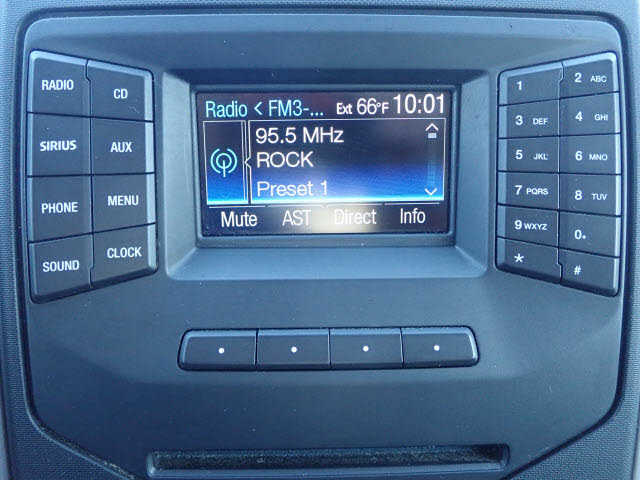 RADIO
CD
SIRIUS
AUX
PHONE
MENU
SOUND
CLOCK
Radio < FM3-... Ext 66°F 10:01
95.5 MHz
ROCK
Preset 1
Mute AST Direct Info
1
2 ABC
3 DEF
4 GHI
5 JKL
6 MNO
7 PQRS
8 TUV
9 WXYZ
0.
*
#